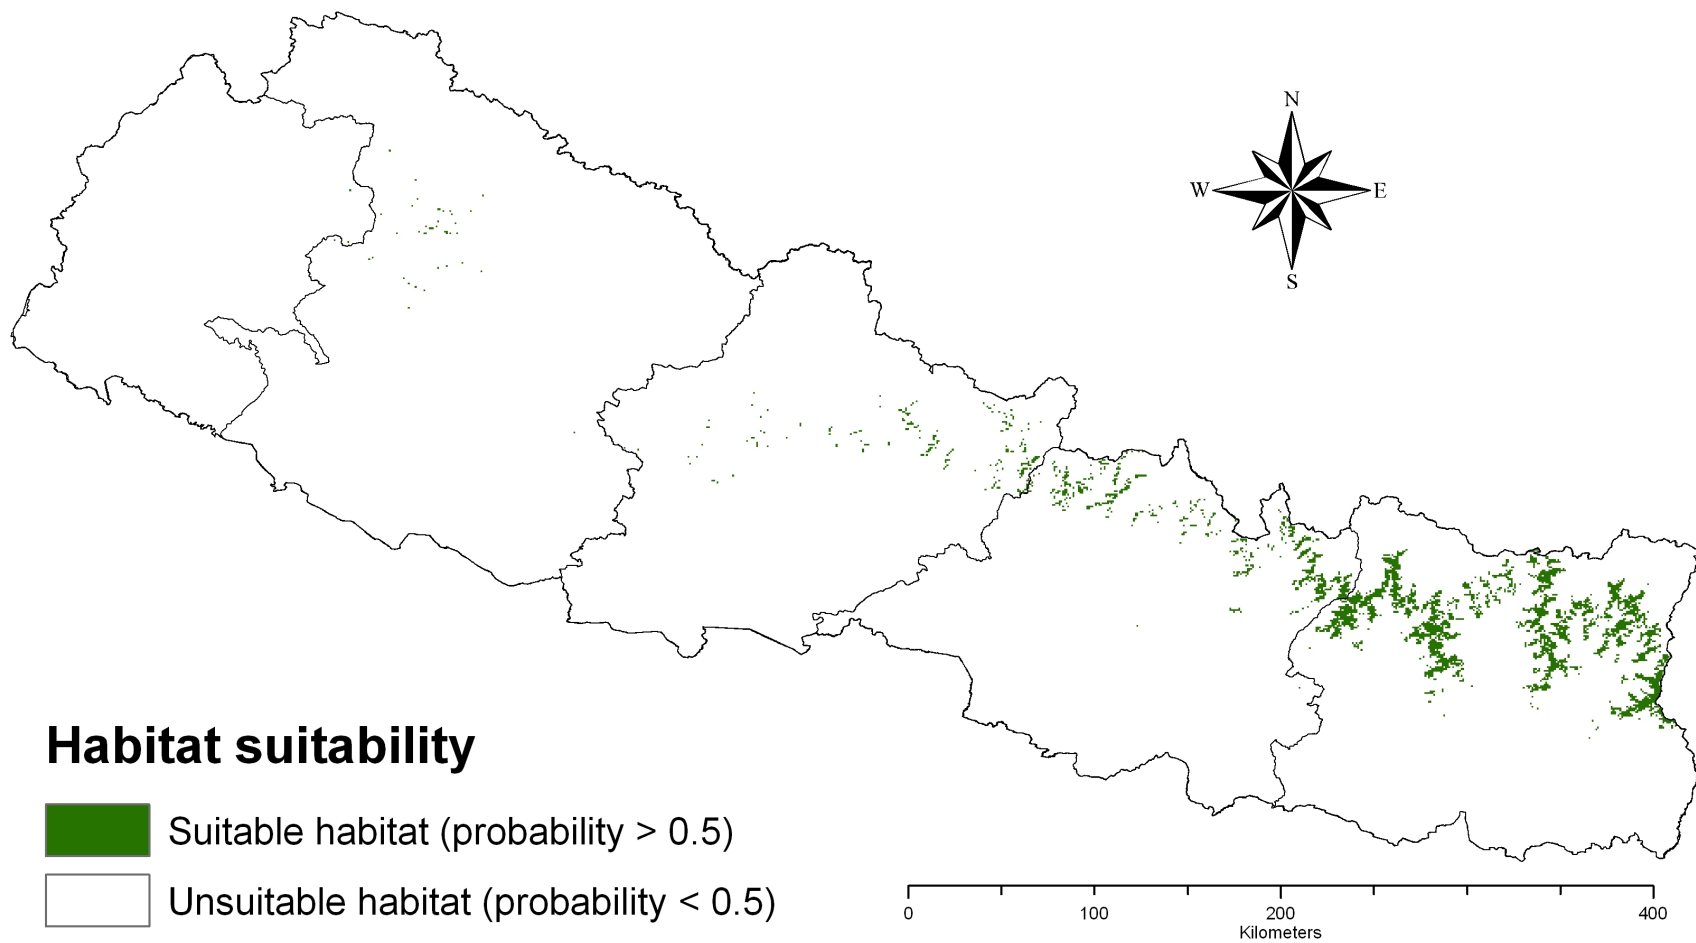 N
W E
S
Habitat suitability
Suitable habitat (probability > 0.5)
Unsuitable habitat (probability < 0.5)
0 100 200 400
Kilometers